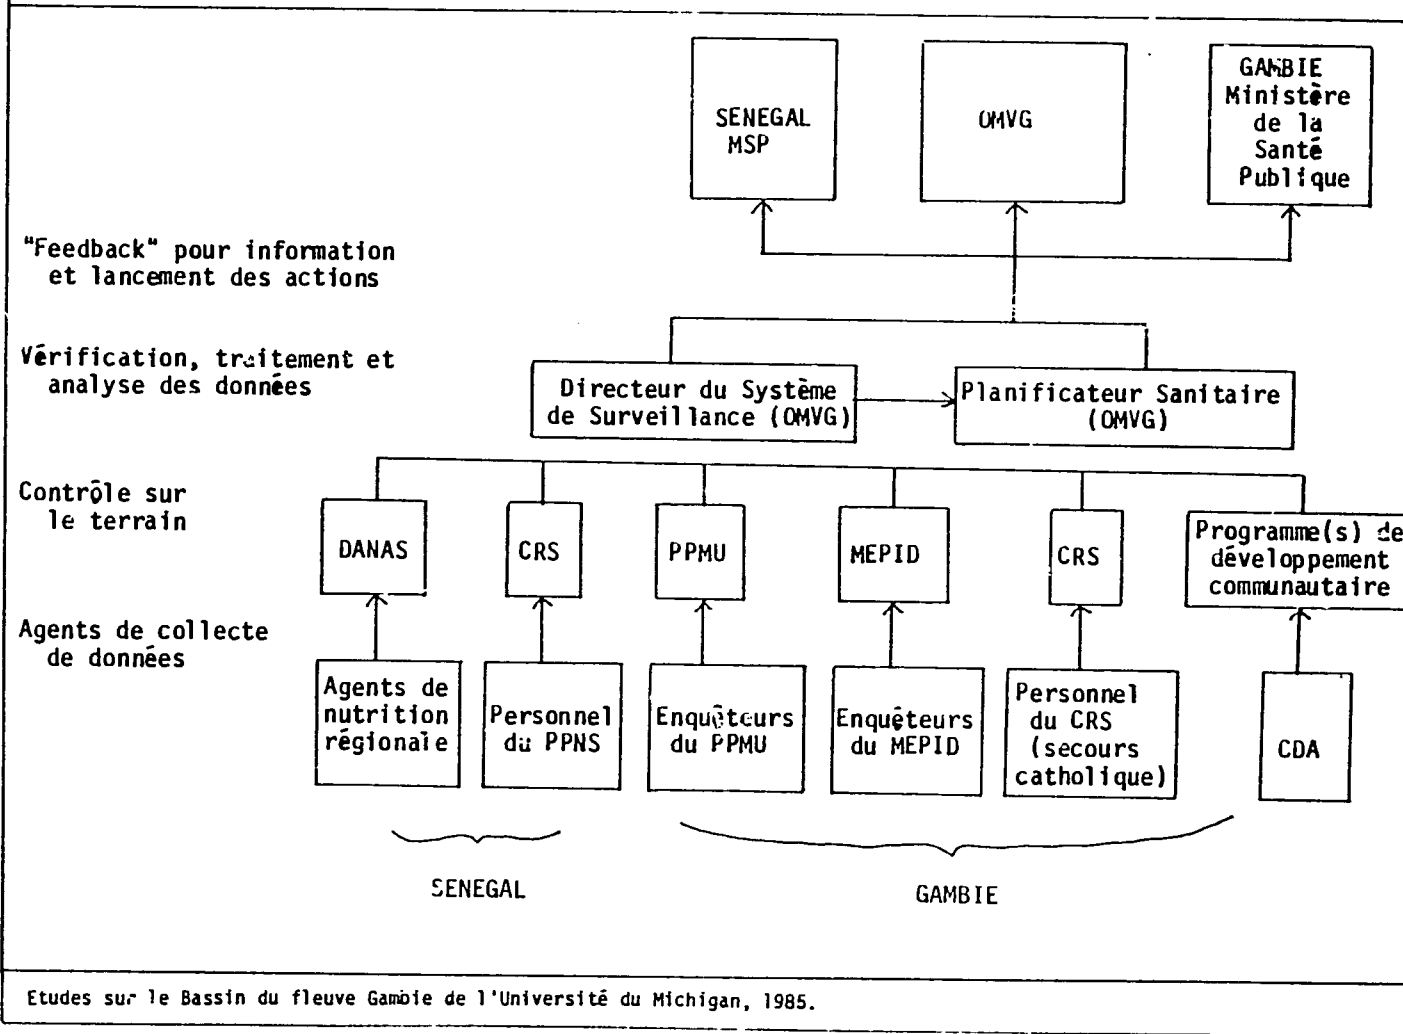 SENEGAL
MSP
OMVG
GAMBIE
Ministère
de la
Santé
Publique
"Feedback" pour information
et lancement des actions
Vérification, traitement et
analyse des données
Directeur du Système
de Surveillance (OMVG)
Planificateur Sanitaire
(OMVG)
Contrôle sur
le terrain
DANAS
CRS
PPMU
MEPID
CRS
Programme(s) de
développement
communautaire
Agents de collecte
de données
Agents de
nutrition
régionale
Personnel
du PPNS
Enquêteurs
du PPMU
Enquêteurs
du MEPID
Personnel
du CRS
(secours
catholique)
CDA
SENEGAL
GAMBIE
Etudes sur le Bassin du fleuve Gambie de l'Université du Michigan, 1985.